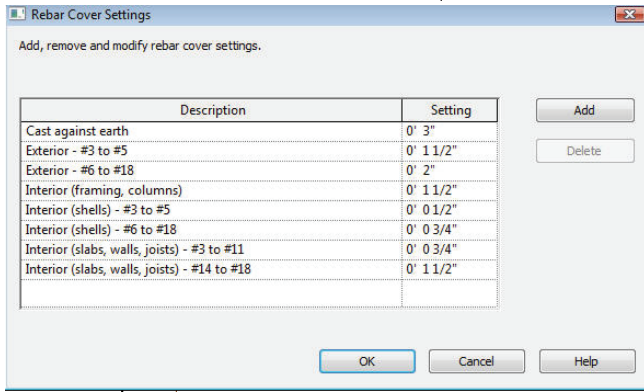 Rebar Cover Settings
Add, remove and modify rebar cover settings.
Description Setting
Cast against earth 0' 3"
Exterior - #3 to #5 0' 1 1/2"
Exterior - #6 to #18 0' 2"
Interior (framing, columns) 0' 1 1/2"
Interior (shells) - #3 to #5 0' 0 1/2"
Interior (shells) - #6 to #18 0' 0 3/4"
Interior (slabs, walls, joists) - #3 to #11 0' 0 3/4"
Interior (slabs, walls, joists) - #14 to #18 0' 1 1/2"
Add
Delete
OK Cancel Help